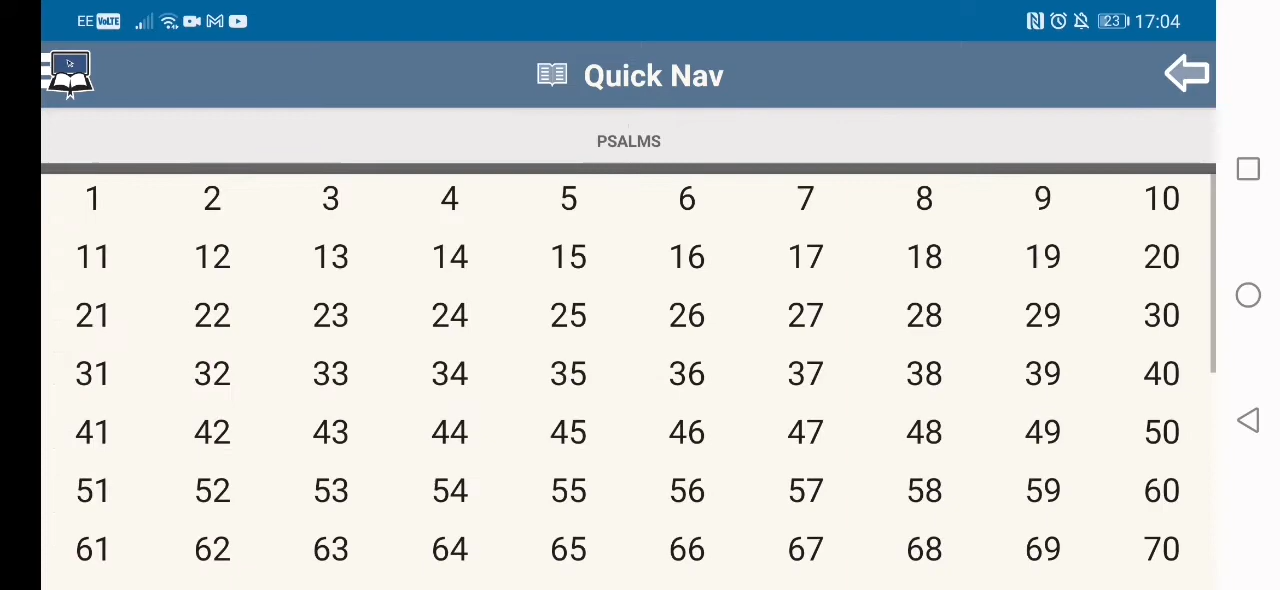 EE VoLTE 23 17:04
Quick Nav
PSALMS
1 2 3 4 5 6 7 8 9 10
11 12 13 14 15 16 17 18 19 20
21 22 23 24 25 26 27 28 29 30
31 32 33 34 35 36 37 38 39 40
41 42 43 44 45 46 47 48 49 50
51 52 53 54 55 56 57 58 59 60
61 62 63 64 65 66 67 68 69 70